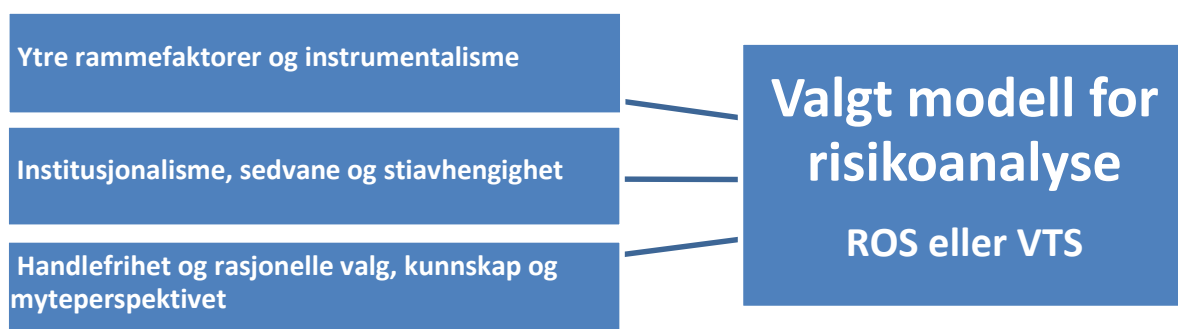 Ytre rammefaktorer og instrumentalisme
Institusjonalisme, sedvane og stiavhengighet
Handlefrihet og rasjonelle valg, kunnskap og
myteperspektivet
Valgt modell for
risikoanalyse
ROS eller VTS